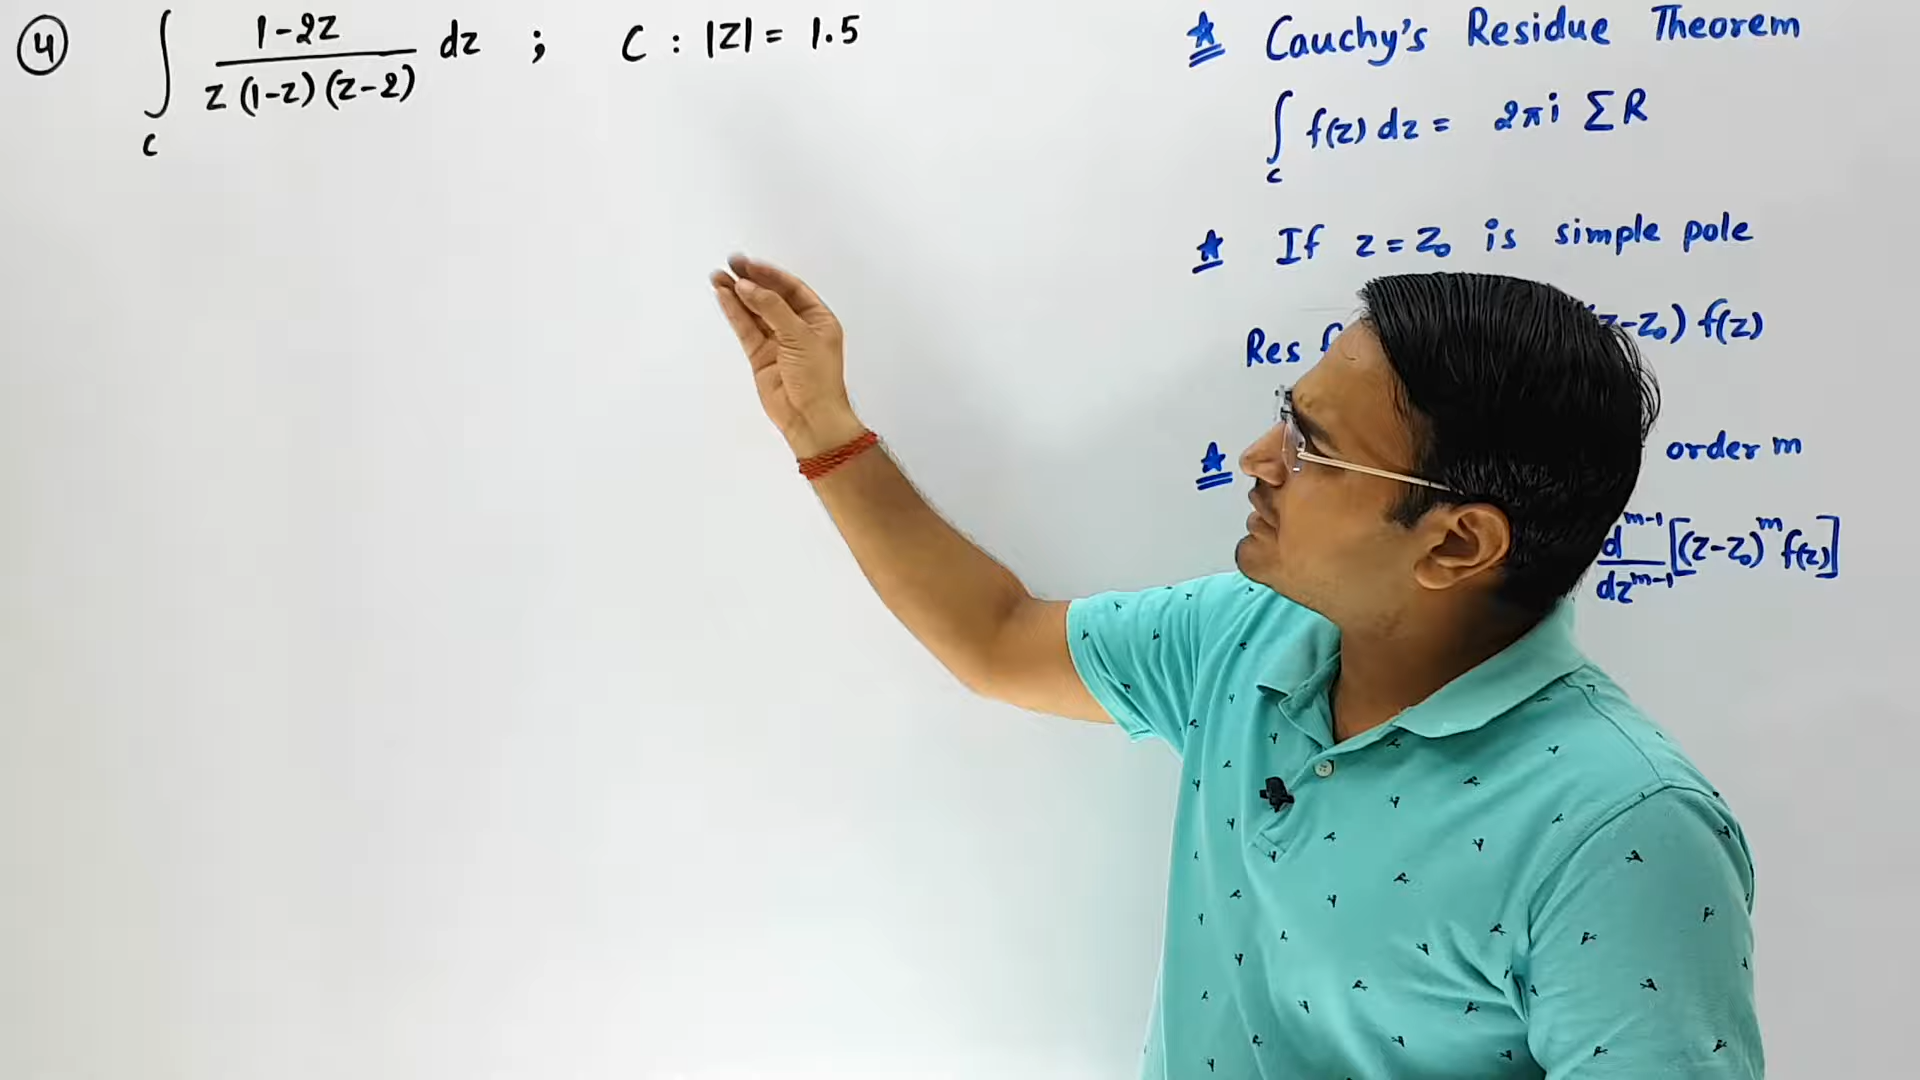 ④ ∫_C (1-2z)/(z(1-z)(z-2)) dz ; C : |z| = 1.5
* Cauchy's Residue Theorem
∫_C f(z) dz = 2πi ΣR
* If z = z₀ is simple pole
Res (z-z₀) f(z)
* order m
d^(m-1)/dz^(m-1) [(z-z₀)^m f(z)]